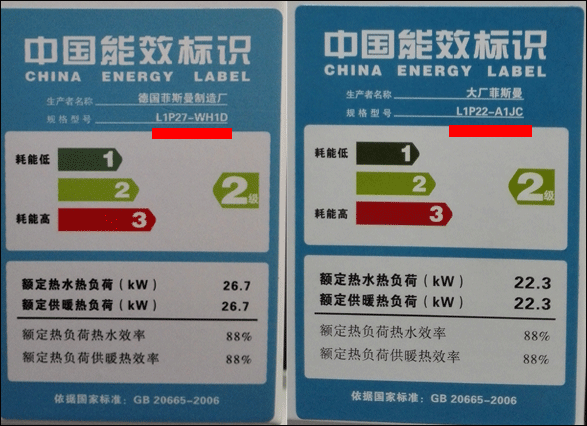 中国能效标识
CHINA ENERGY LABEL
生产者名称 德国菲斯曼制造厂
规格型号 L1P27-WH1D
耗能低
1
2
2级
耗能高
3
额定热水热负荷（kW） 26.7
额定供暖热负荷（kW） 26.7
额定热负荷热水效率 88%
额定热负荷供暖热效率 88%
依据国家标准：GB 20665-2006
中国能效标识
CHINA ENERGY LABEL
生产者名称 大厂菲斯曼
规格型号 L1P22-A1JC
耗能低
1
2
2级
耗能高
3
额定热水热负荷（kW） 22.3
额定供暖热负荷（kW） 22.3
额定热负荷热水效率 88%
额定热负荷供暖热效率 88%
依据国家标准：GB 20665-2006